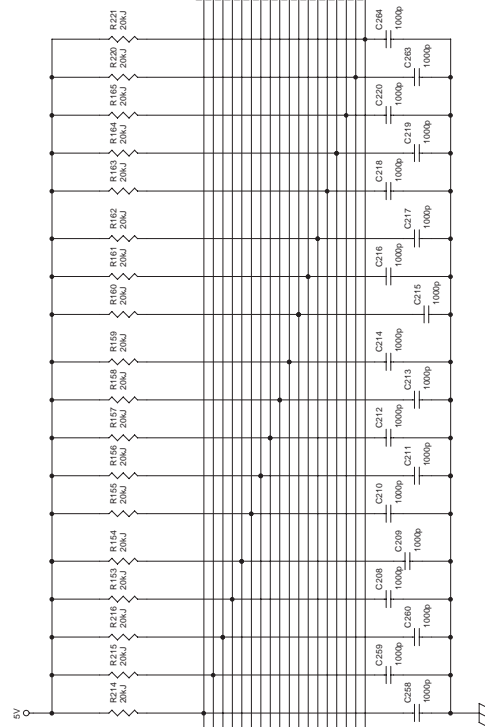 R221
20kJ
C264
1000p
R220
20kJ
C263
1000p
R165
20kJ
C220
1000p
R164
20kJ
C219
1000p
R163
20kJ
C218
1000p
R162
20kJ
C217
1000p
R161
20kJ
C216
1000p
R160
20kJ
C215
1000p
R159
20kJ
C214
1000p
R158
20kJ
C213
1000p
R157
20kJ
C212
1000p
R156
20kJ
C211
1000p
R155
20kJ
C210
1000p
R154
20kJ
C209
1000p
R153
20kJ
C208
1000p
R216
20kJ
C260
1000p
R215
20kJ
C259
1000p
R214
20kJ
C258
1000p
5V